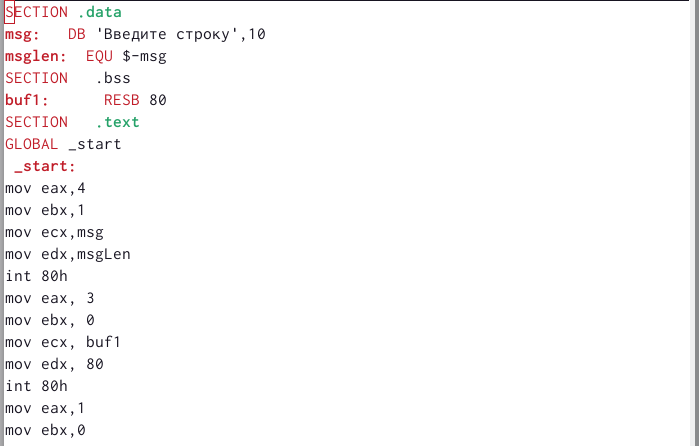 SECTION .data
msg: DB 'Введите строку',10
msglen: EQU $-msg
SECTION .bss
buf1: RESB 80
SECTION .text
GLOBAL _start
_start:
mov eax,4
mov ebx,1
mov ecx,msg
mov edx,msgLen
int 80h
mov eax, 3
mov ebx, 0
mov ecx, buf1
mov edx, 80
int 80h
mov eax,1
mov ebx,0